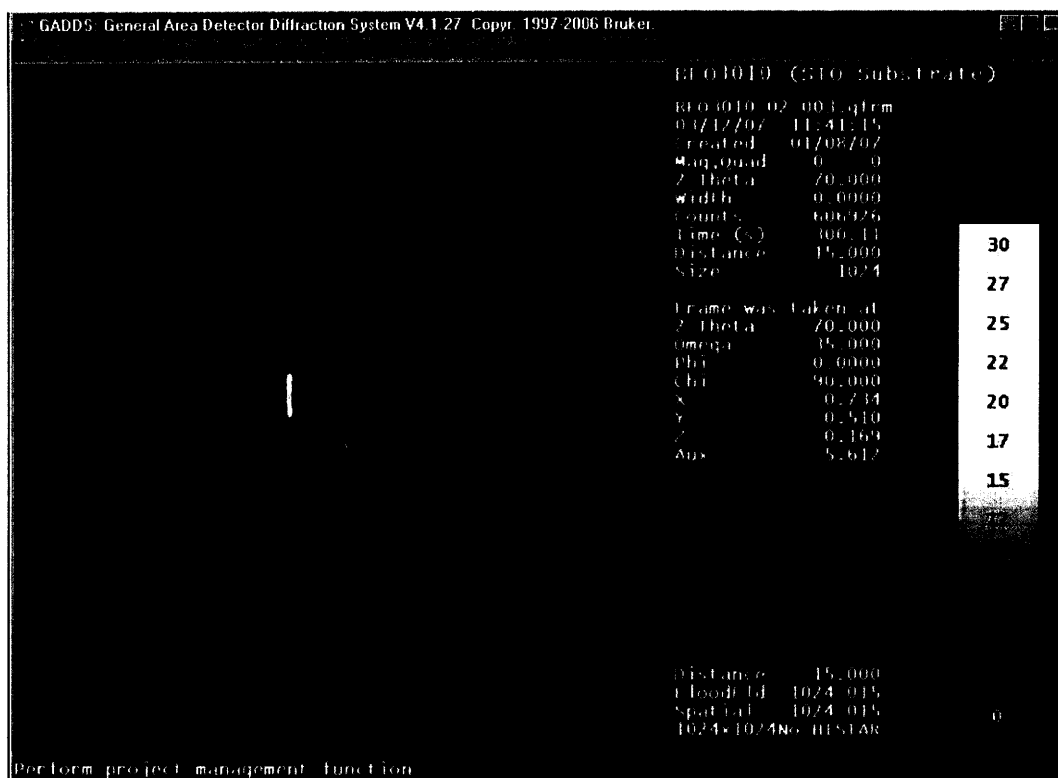 GADDS: General Area Detector Diffraction System V4.1.27 Copyr. 1997-2006 Bruker.
BFO3010 (STO Substrate)
BFO3010_02_003.gfrm
03/12/07 11:41:15
Created 01/08/07
Mag,Quad 0 0
2-Theta 70.000
Width 0.0000
Counts 606926
Time (s) 300.11
Distance 15.000
Size 1024
Frame was taken at
2-Theta 70.000
Omega 35.000
Phi 0.0000
Chi 90.000
X 0.734
Y 0.510
Z 0.169
Aux 5.612
30
27
25
22
20
17
15
Distance 15.000
FloodFld 1024_015
Spatial 1024_015
1024x1024No HISTAR
0
Perform project management function